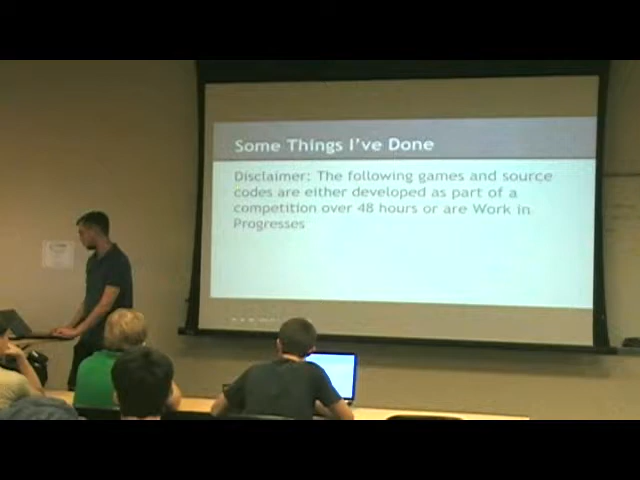 Some Things I've Done
Disclaimer: The following games and source
codes are either developed as part of a
competition over 48 hours or are Work in
Progresses